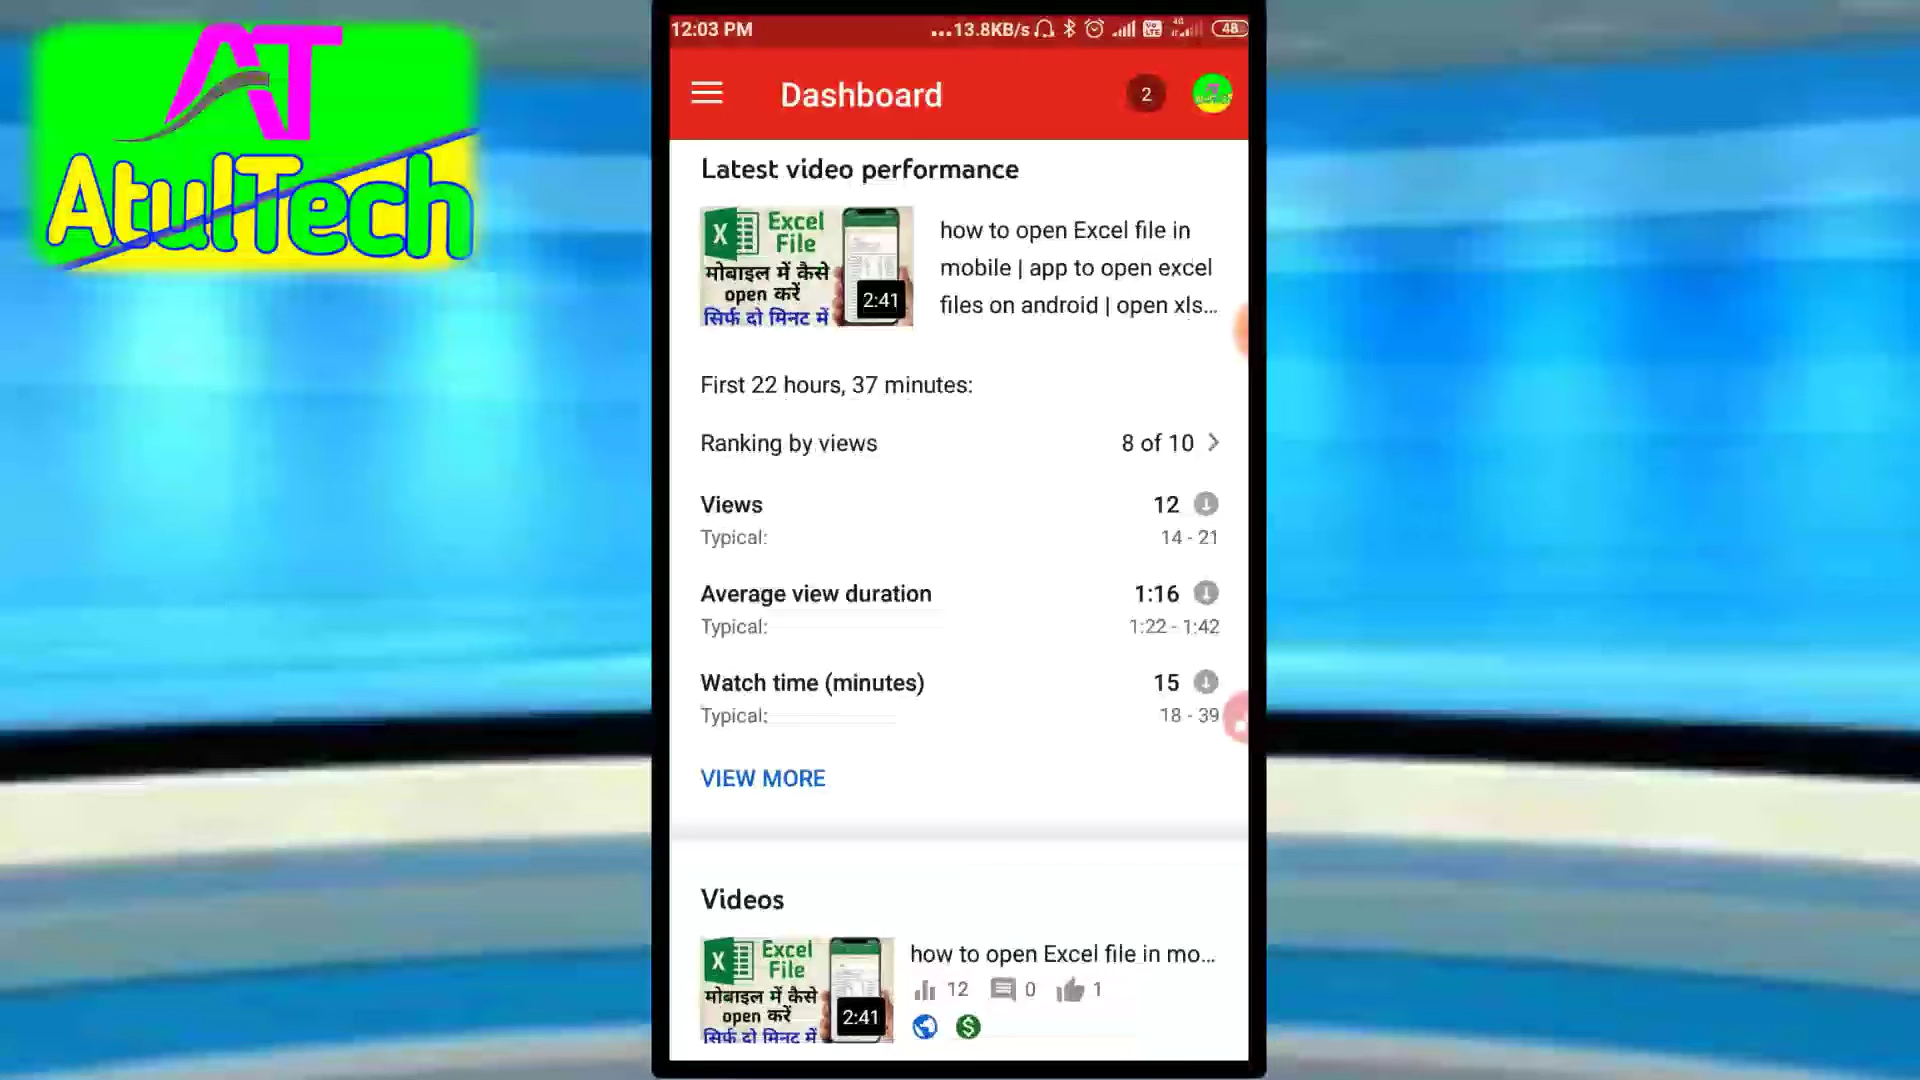 AT
AtulTech
12:03 PM
...13.8KB/s
Vo LTE
4G
48
Dashboard
2
Latest video performance
Excel
File
मोबाइल में कैसे
open करें
सिर्फ दो मिनट में
2:41
how to open Excel file in
mobile | app to open excel
files on android | open xls...
First 22 hours, 37 minutes:
Ranking by views
8 of 10
Views
12
Typical:
14 - 21
Average view duration
1:16
Typical:
1:22 - 1:42
Watch time (minutes)
15
Typical:
18 - 39
VIEW MORE
Videos
Excel
File
मोबाइल में कैसे
open करें
सिर्फ दो मिनट में
2:41
how to open Excel file in mo...
12
0
1